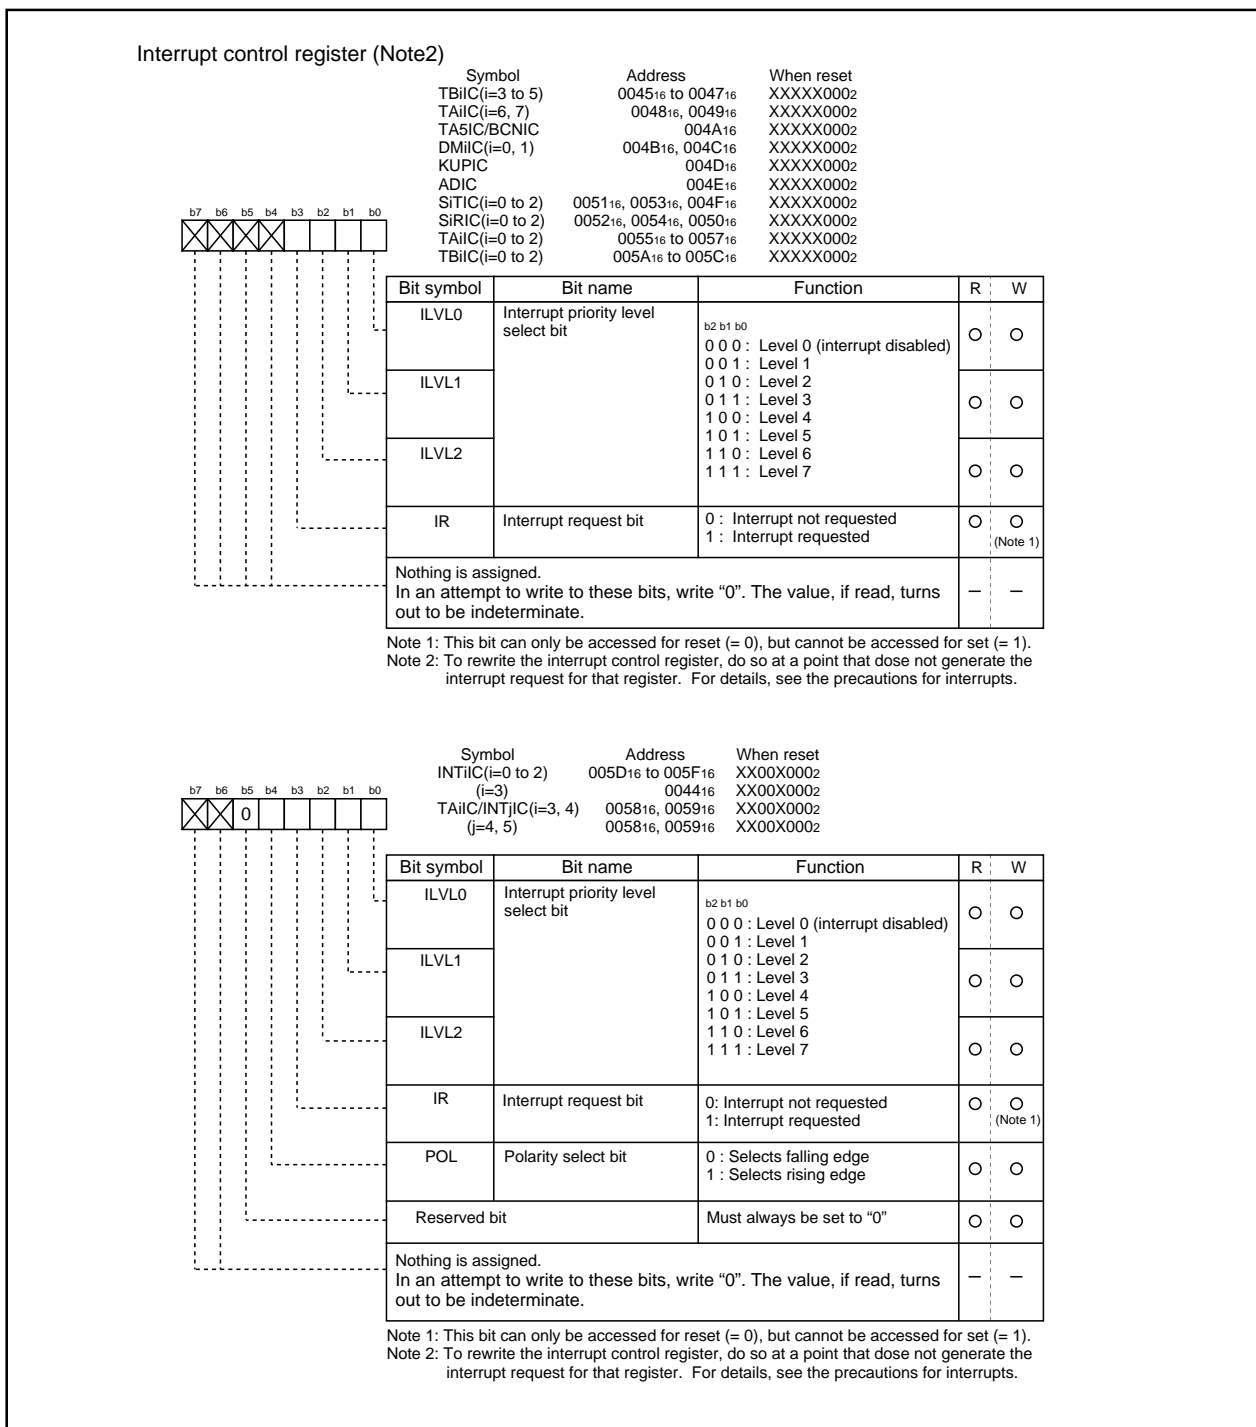 Interrupt control register (Note2)
Symbol Address When reset
TBiIC(i=3 to 5) 004516 to 004716 XXXXX0002
TAiIC(i=6, 7) 004816, 004916 XXXXX0002
TA5IC/BCNIC 004A16 XXXXX0002
DMiIC(i=0, 1) 004B16, 004C16 XXXXX0002
KUPIC 004D16 XXXXX0002
ADIC 004E16 XXXXX0002
SiTIC(i=0 to 2) 005116, 005316, 004F16 XXXXX0002
SiRIC(i=0 to 2) 005216, 005416, 005016 XXXXX0002
TAiIC(i=0 to 2) 005516 to 005716 XXXXX0002
TBiIC(i=0 to 2) 005A16 to 005C16 XXXXX0002
b7 b6 b5 b4 b3 b2 b1 b0
Bit symbol Bit name Function R W
ILVL0 Interrupt priority level
select bit
b2 b1 b0
0 0 0 : Level 0 (interrupt disabled)
0 0 1 : Level 1
ILVL1 0 1 0 : Level 2
0 1 1 : Level 3
1 0 0 : Level 4
1 0 1 : Level 5
ILVL2 1 1 0 : Level 6
1 1 1 : Level 7
IR Interrupt request bit 0 : Interrupt not requested
1 : Interrupt requested
(Note 1)
Nothing is assigned.
In an attempt to write to these bits, write “0”. The value, if read, turns
out to be indeterminate.
– –
Note 1: This bit can only be accessed for reset (= 0), but cannot be accessed for set (= 1).
Note 2: To rewrite the interrupt control register, do so at a point that dose not generate the
interrupt request for that register. For details, see the precautions for interrupts.
Symbol Address When reset
INTiIC(i=0 to 2) 005D16 to 005F16 XX00X0002
(i=3) 004416 XX00X0002
TAiIC/INTjIC(i=3, 4) 005816, 005916 XX00X0002
(j=4, 5) 005816, 005916 XX00X0002
b7 b6 b5 b4 b3 b2 b1 b0
0
Bit symbol Bit name Function R W
ILVL0 Interrupt priority level
select bit
b2 b1 b0
0 0 0 : Level 0 (interrupt disabled)
0 0 1 : Level 1
ILVL1 0 1 0 : Level 2
0 1 1 : Level 3
1 0 0 : Level 4
1 0 1 : Level 5
ILVL2 1 1 0 : Level 6
1 1 1 : Level 7
IR Interrupt request bit 0: Interrupt not requested
1: Interrupt requested
(Note 1)
POL Polarity select bit 0 : Selects falling edge
1 : Selects rising edge
Reserved bit Must always be set to “0”
Nothing is assigned.
In an attempt to write to these bits, write “0”. The value, if read, turns
out to be indeterminate.
– –
Note 1: This bit can only be accessed for reset (= 0), but cannot be accessed for set (= 1).
Note 2: To rewrite the interrupt control register, do so at a point that dose not generate the
interrupt request for that register. For details, see the precautions for interrupts.